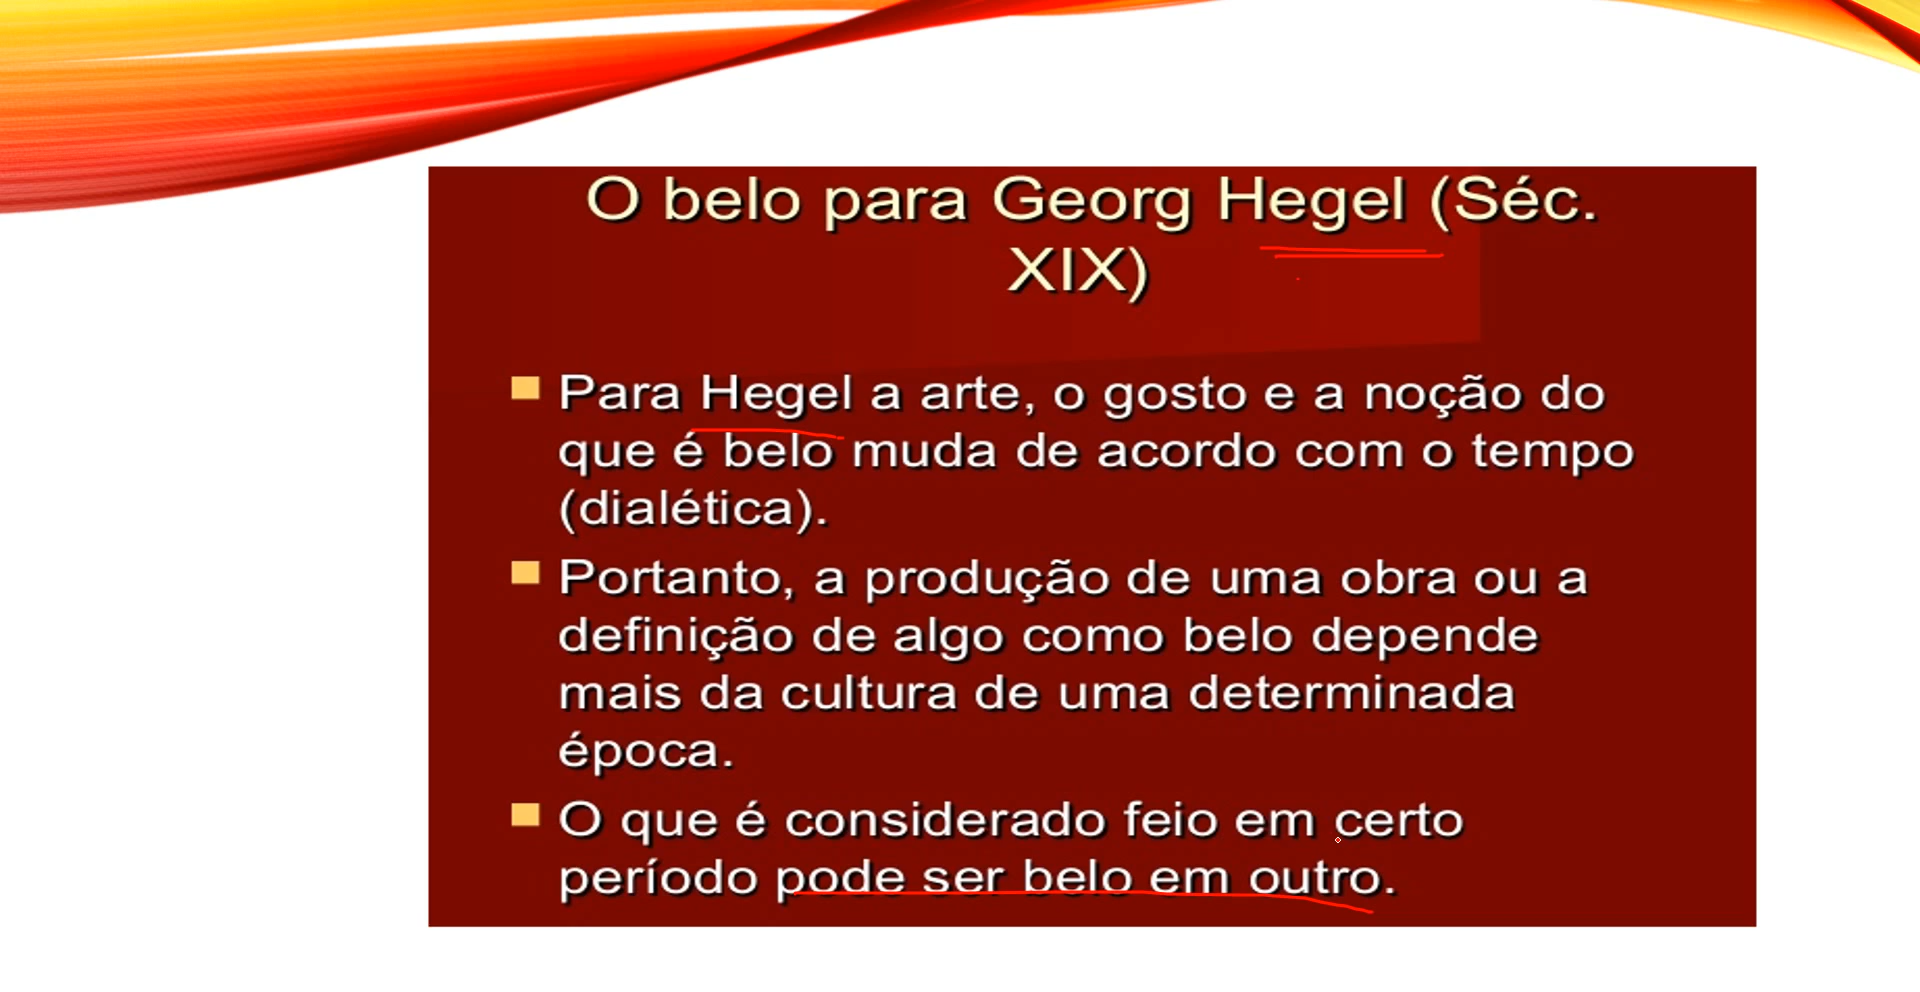 O belo para Georg Hegel (Séc.
XIX)
Para Hegel a arte, o gosto e a noção do
que é belo muda de acordo com o tempo
(dialética).
Portanto, a produção de uma obra ou a
definição de algo como belo depende
mais da cultura de uma determinada
época.
O que é considerado feio em certo
período pode ser belo em outro.